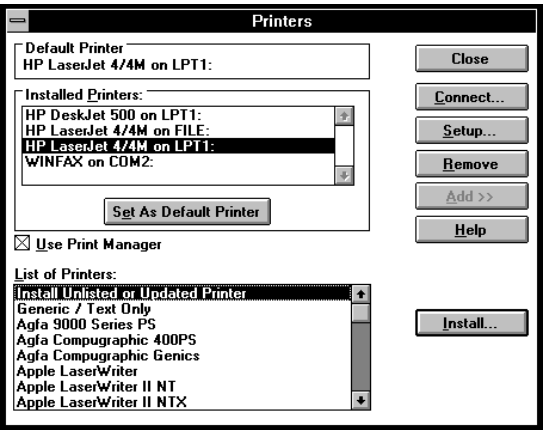 Printers
Default Printer
HP LaserJet 4/4M on LPT1:
Installed Printers:
HP DeskJet 500 on LPT1:
HP LaserJet 4/4M on FILE:
HP LaserJet 4/4M on LPT1:
WINFAX on COM2:
Set As Default Printer
Use Print Manager
List of Printers:
Install Unlisted or Updated Printer
Generic / Text Only
Agfa 9000 Series PS
Agfa Compugraphic 400PS
Agfa Compugraphic Genics
Apple LaserWriter
Apple LaserWriter II NT
Apple LaserWriter II NTX
Close
Connect...
Setup...
Remove
Add >>
Help
Install...